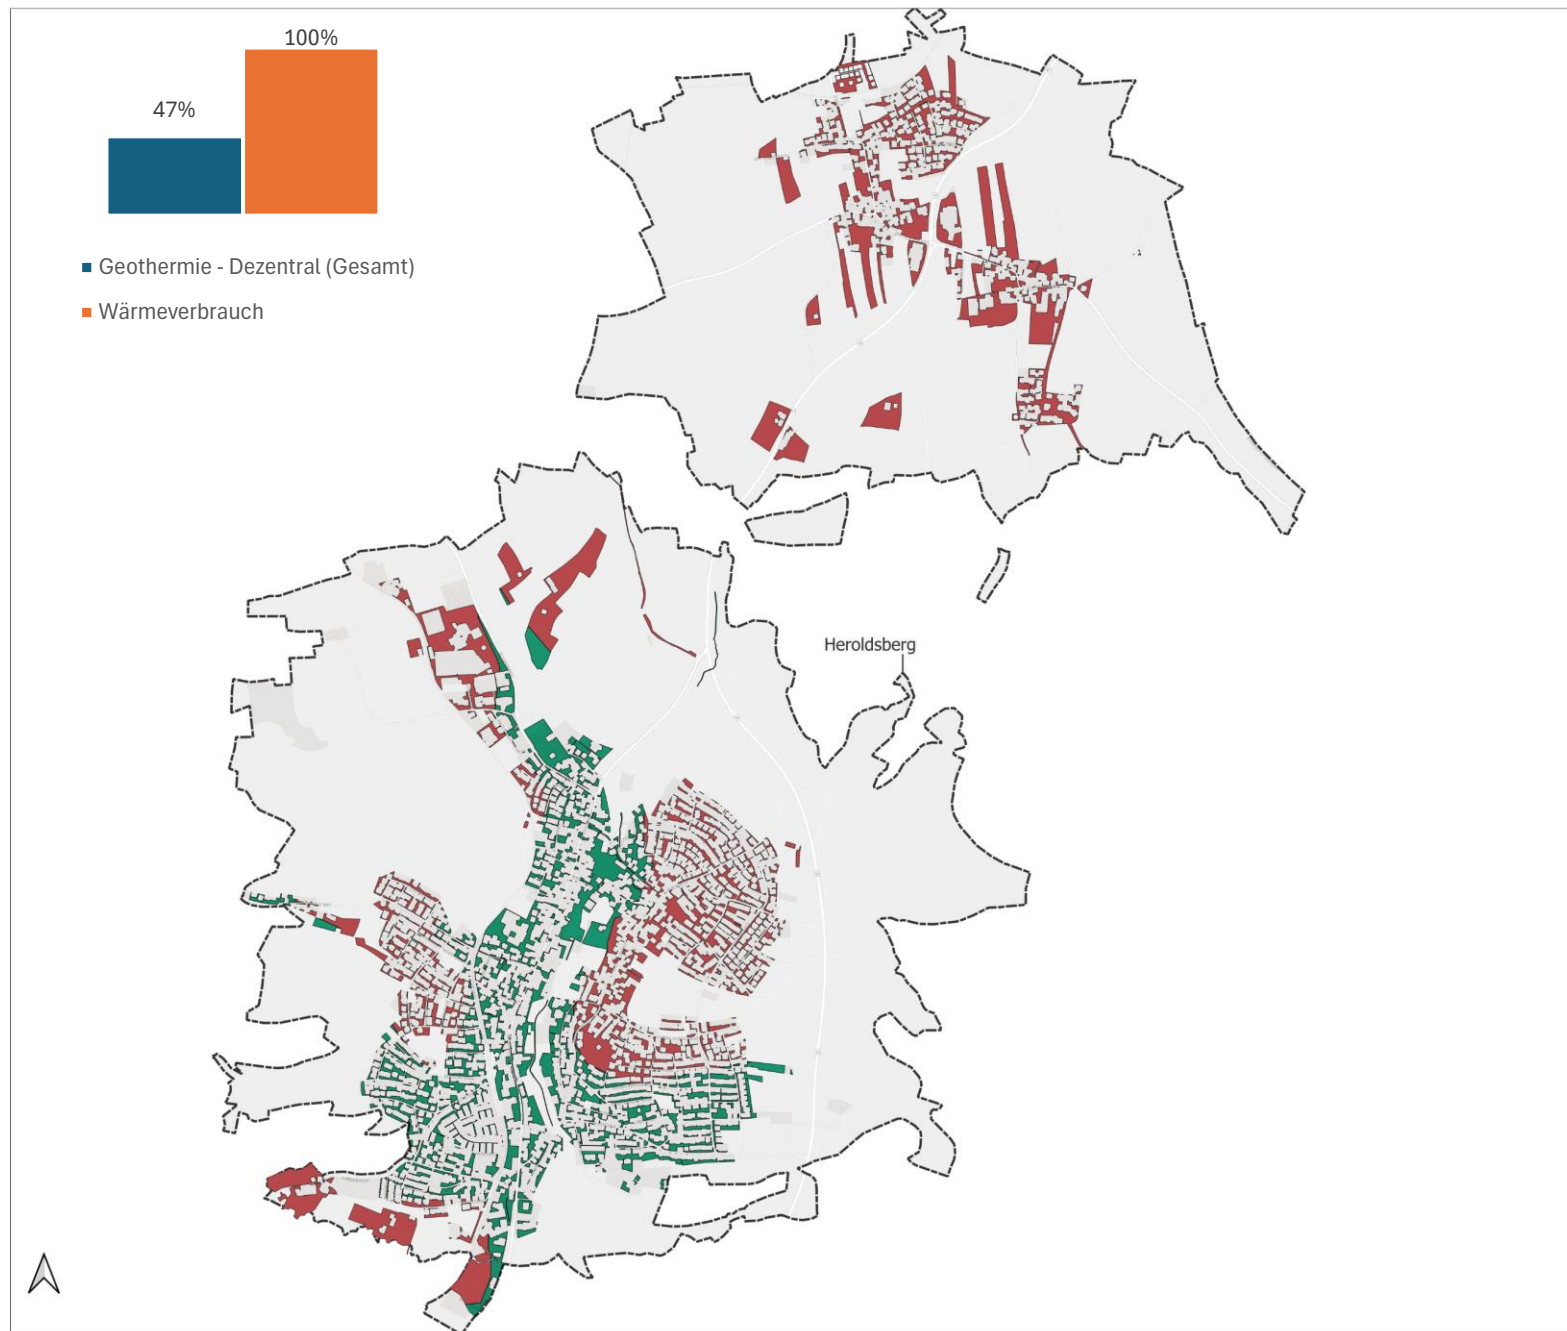 100%
47%
Geothermie - Dezentral (Gesamt)
Wärmeverbrauch
Heroldsberg